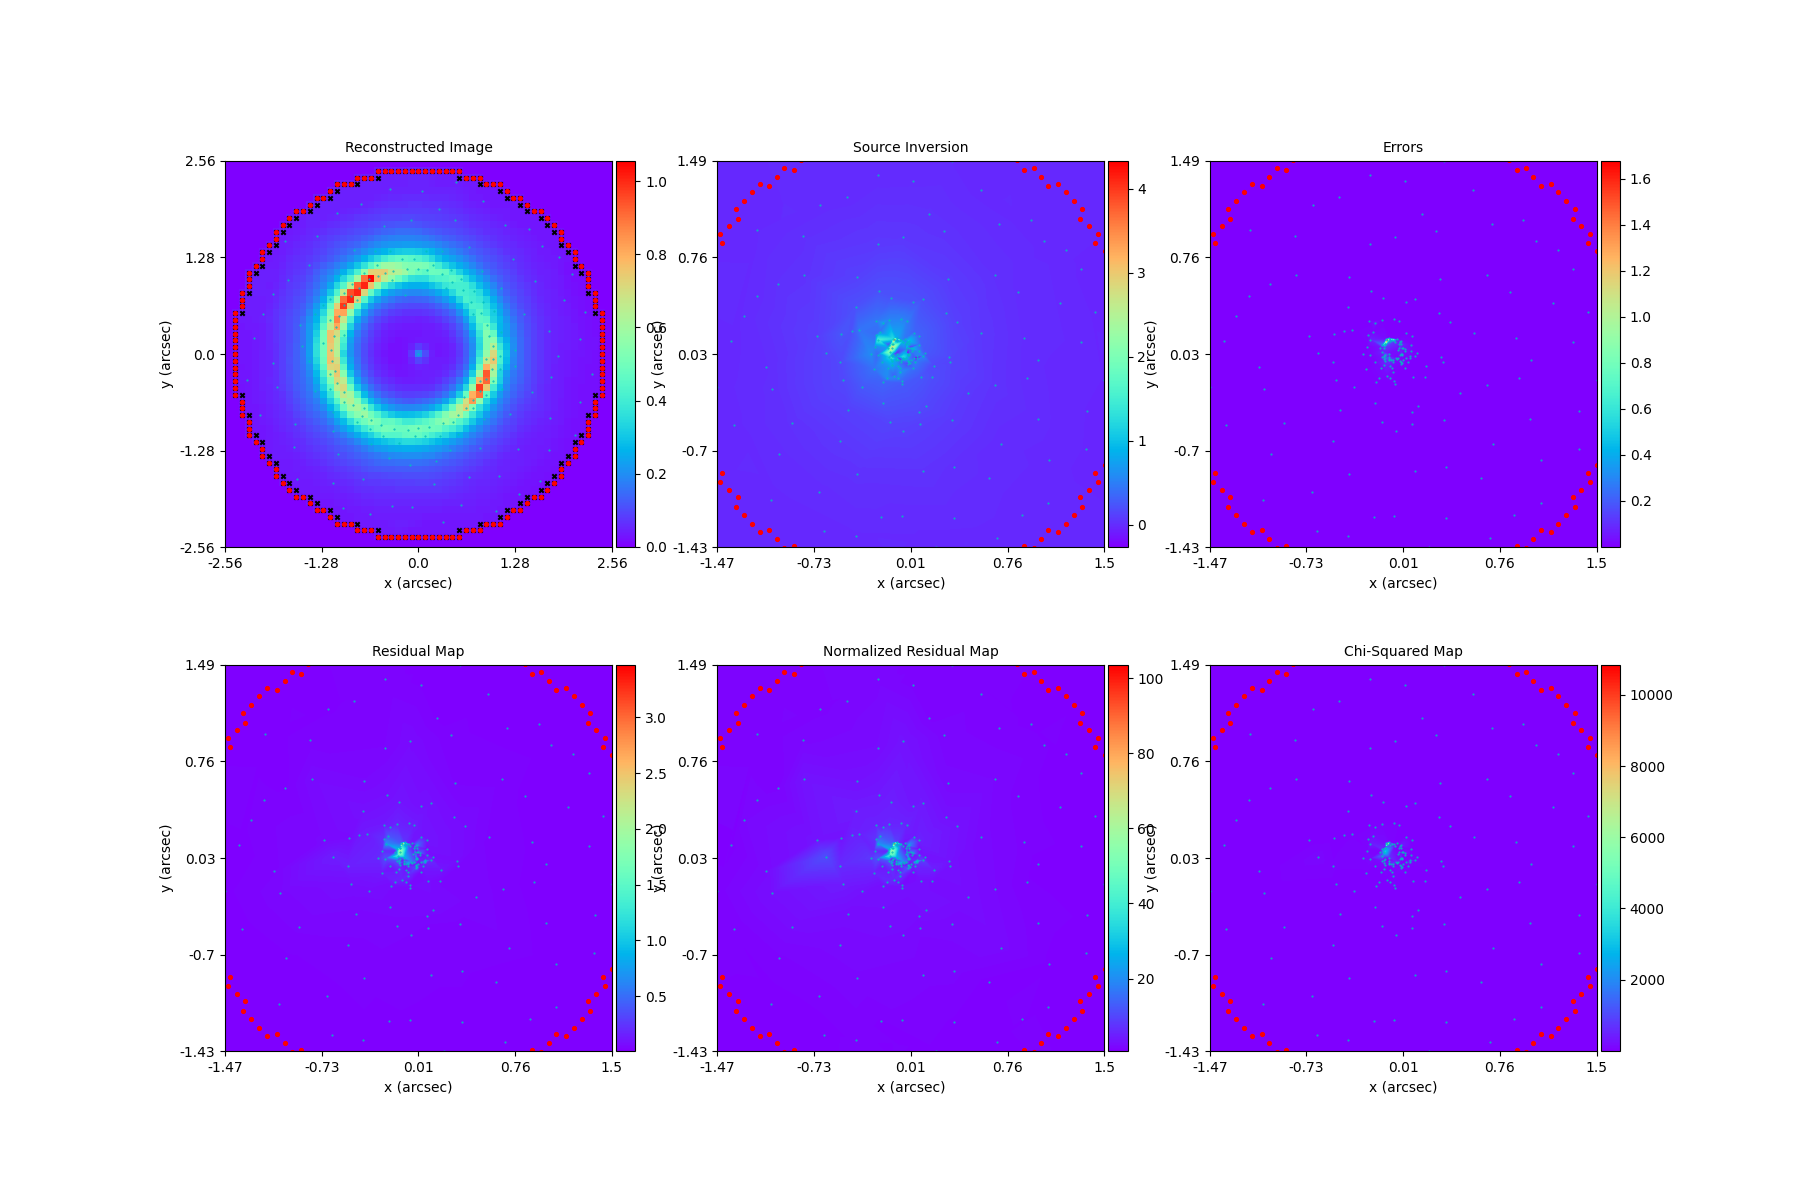 Reconstructed Image
2.56
1.28
0.0
-1.28
-2.56
y (arcsec)
-2.56 -1.28 0.0 1.28 2.56
x (arcsec)
1.0
0.8
0.6
0.4
0.2
0.0
Source Inversion
1.49
0.76
0.03
-0.7
-1.43
y (arcsec)
-1.47 -0.73 0.01 0.76 1.5
x (arcsec)
4
3
2
1
0
Errors
1.49
0.76
0.03
-0.7
-1.43
y (arcsec)
-1.47 -0.73 0.01 0.76 1.5
x (arcsec)
1.6
1.4
1.2
1.0
0.8
0.6
0.4
0.2
Residual Map
1.49
0.76
0.03
-0.7
-1.43
y (arcsec)
-1.47 -0.73 0.01 0.76 1.5
x (arcsec)
3.0
2.5
2.0
1.5
1.0
0.5
Normalized Residual Map
1.49
0.76
0.03
-0.7
-1.43
y (arcsec)
-1.47 -0.73 0.01 0.76 1.5
x (arcsec)
100
80
60
40
20
Chi-Squared Map
1.49
0.76
0.03
-0.7
-1.43
y (arcsec)
-1.47 -0.73 0.01 0.76 1.5
x (arcsec)
10000
8000
6000
4000
2000